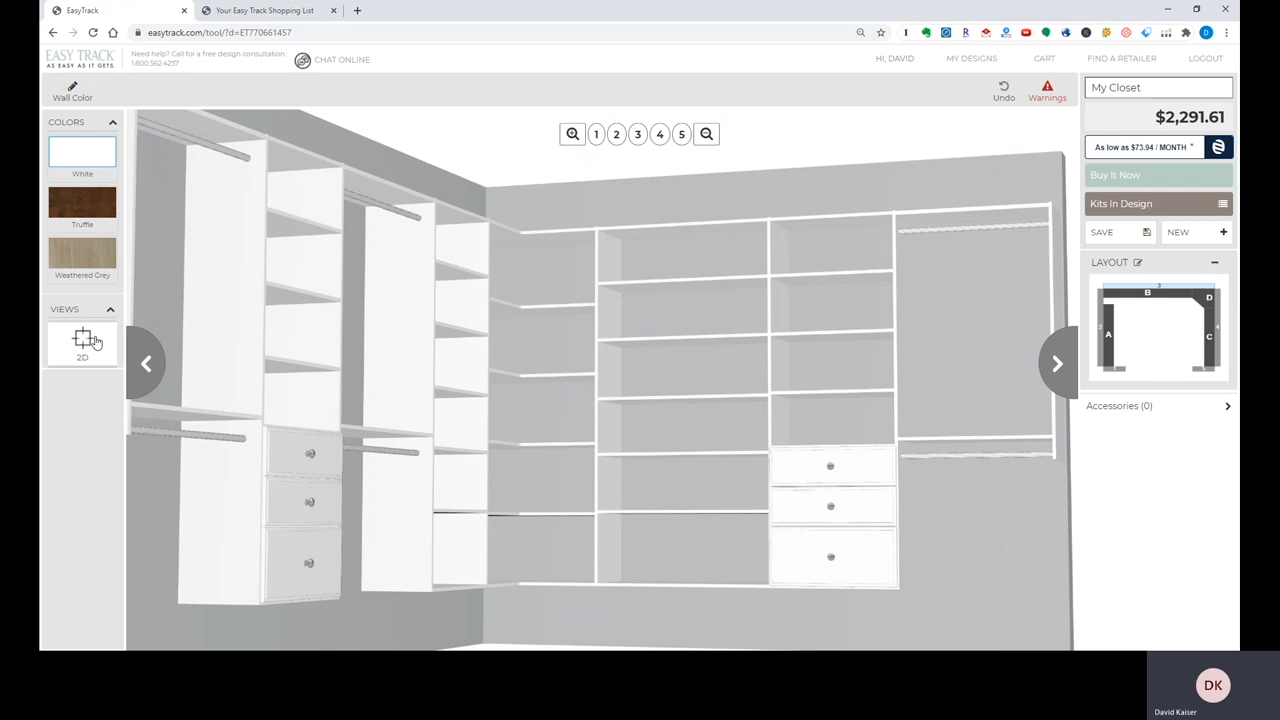 EasyTrack
Your Easy Track Shopping List
easytrack.com/tool/?d=ET770661457
EASY TRACK
AS EASY AS IT GETS.
Need help? Call for a free design consultation.
1.800.562.4257
CHAT ONLINE
HI, DAVID
MY DESIGNS
CART
FIND A RETAILER
LOGOUT
Wall Color
Undo
Warnings
COLORS
White
Truffle
Weathered Grey
VIEWS
2D
1 2 3 4 5
My Closet
$2,291.61
As low as $73.94 / MONTH *
Buy It Now
Kits In Design
SAVE
NEW
LAYOUT
3
B
D
2
A
C
4
Accessories (0)
DK
David Kaiser